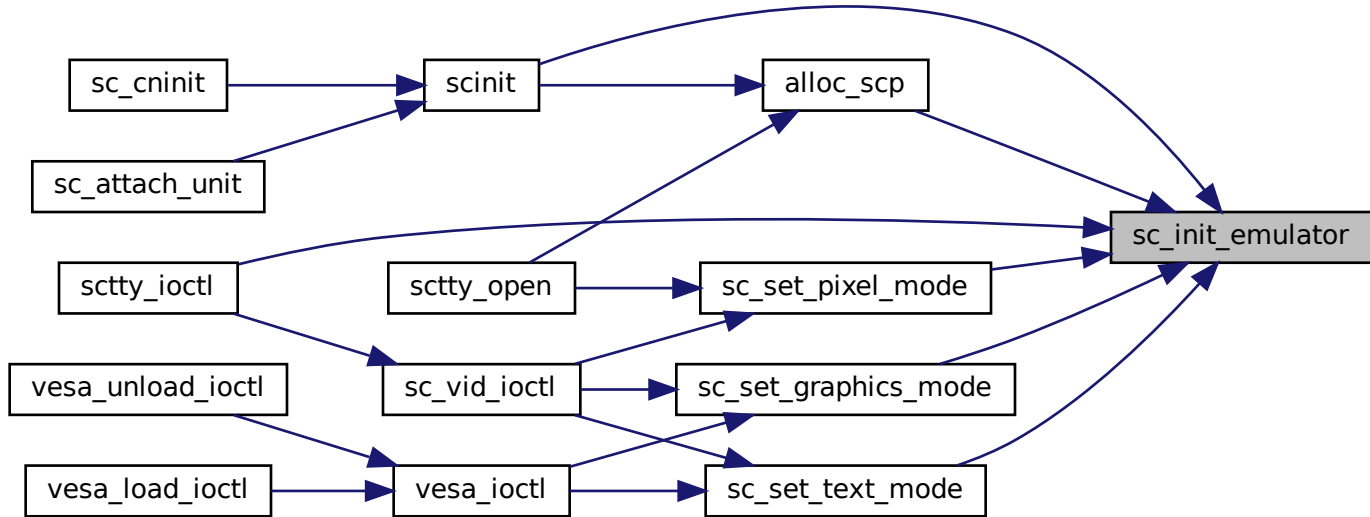 sc_cninit
scinit
alloc_scp
sc_attach_unit
sc_init_emulator
sctty_ioctl
sctty_open
sc_set_pixel_mode
vesa_unload_ioctl
sc_vid_ioctl
sc_set_graphics_mode
vesa_load_ioctl
vesa_ioctl
sc_set_text_mode